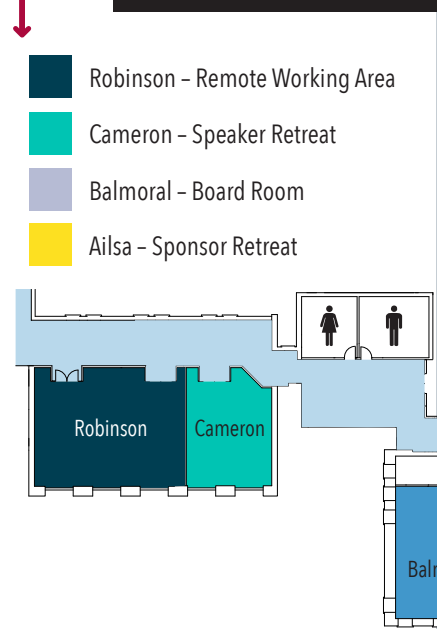 Robinson – Remote Working Area
Cameron – Speaker Retreat
Balmoral – Board Room
Ailsa – Sponsor Retreat
Robinson
Cameron